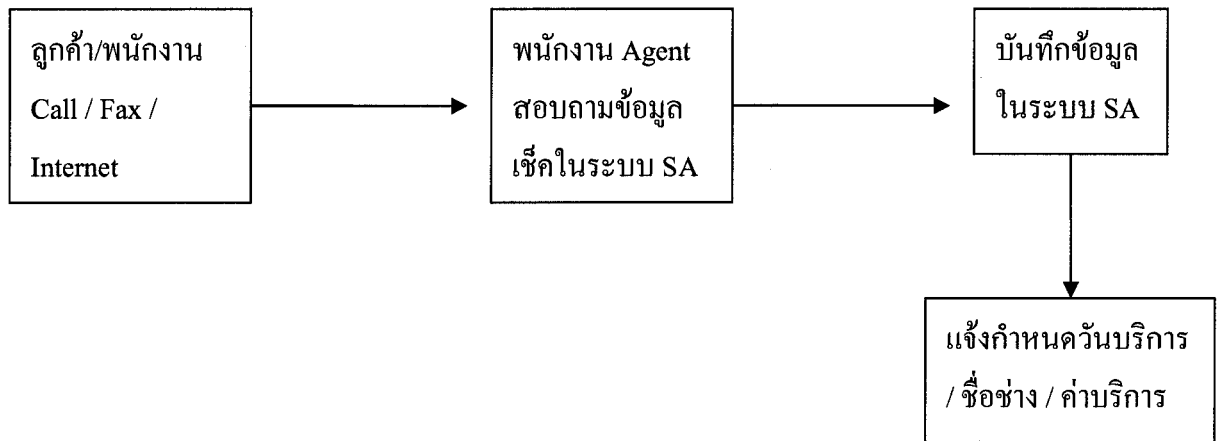 ลูกค้า/พนักงาน
Call / Fax /
Internet
พนักงาน Agent
สอบถามข้อมูล
เช็คในระบบ SA
บันทึกข้อมูล
ในระบบ SA
แจ้งกำหนดวันบริการ
/ ชื่อช่าง / ค่าบริการ